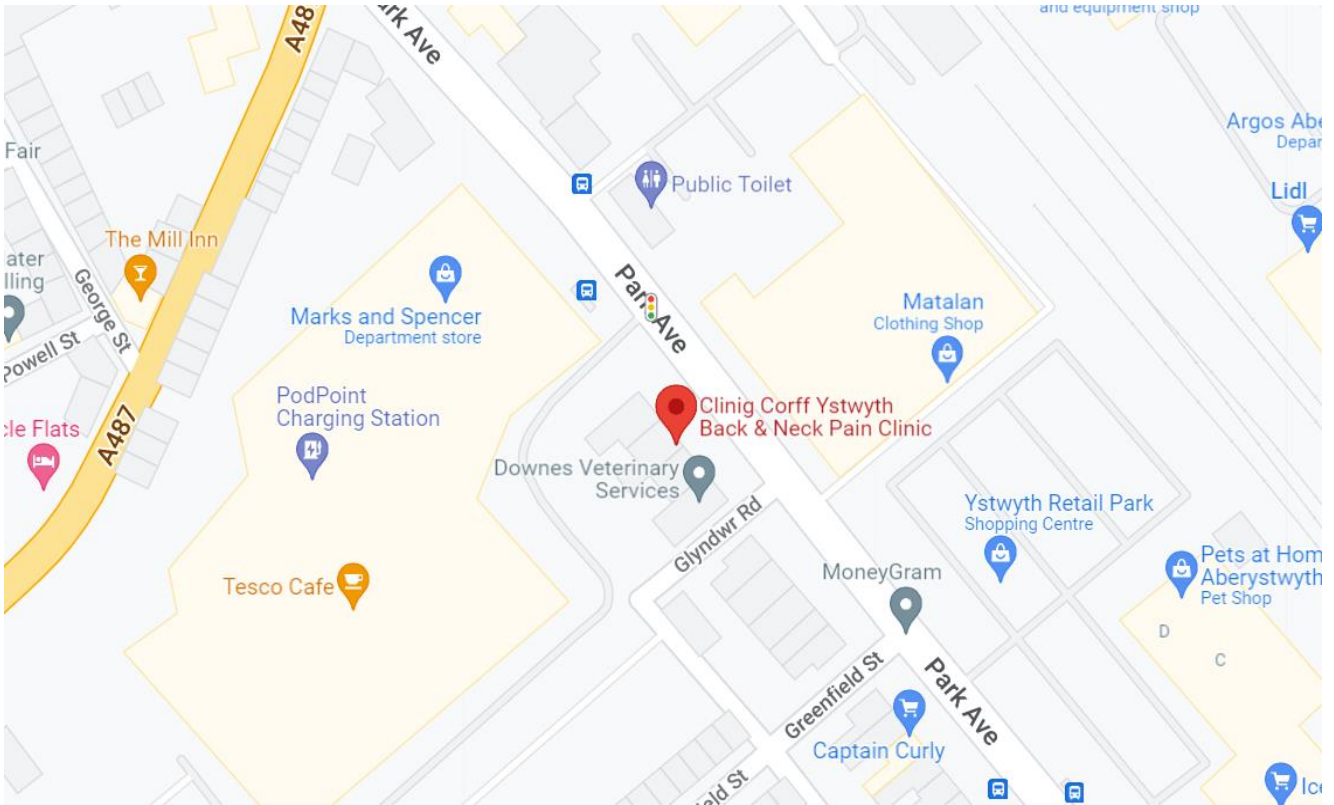 and equipment shop
A48
rk Ave
Argos Abe
Depar
Fair
Public Toilet
Lidl
The Mill Inn
ater
lling
George St
Park Ave
Marks and Spencer
Department store
Matalan
Clothing Shop
Powell St
PodPoint
Charging Station
Clinig Corff Ystwyth
Back & Neck Pain Clinic
cle Flats
A487
Downes Veterinary
Services
Ystwyth Retail Park
Shopping Centre
Glyndwr Rd
Pets at Hom
Aberystwyth
Pet Shop
MoneyGram
Tesco Cafe
D
C
Greenfield St
Park Ave
Captain Curly
eld St
Ice